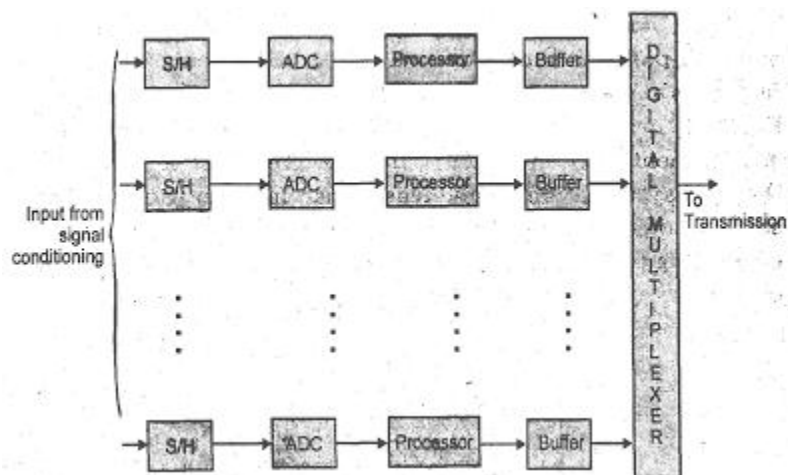 S/H ADC Processor Buffer
S/H ADC Processor Buffer
Input from
signal
conditioning
To
Transmission
S/H ADC Processor Buffer
DIGITAL MULTIPLEXER